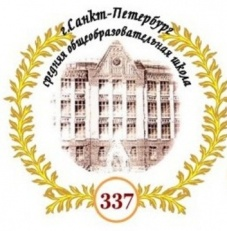 г.Санкт-Петербург
средняя общеобразовательная школа
337